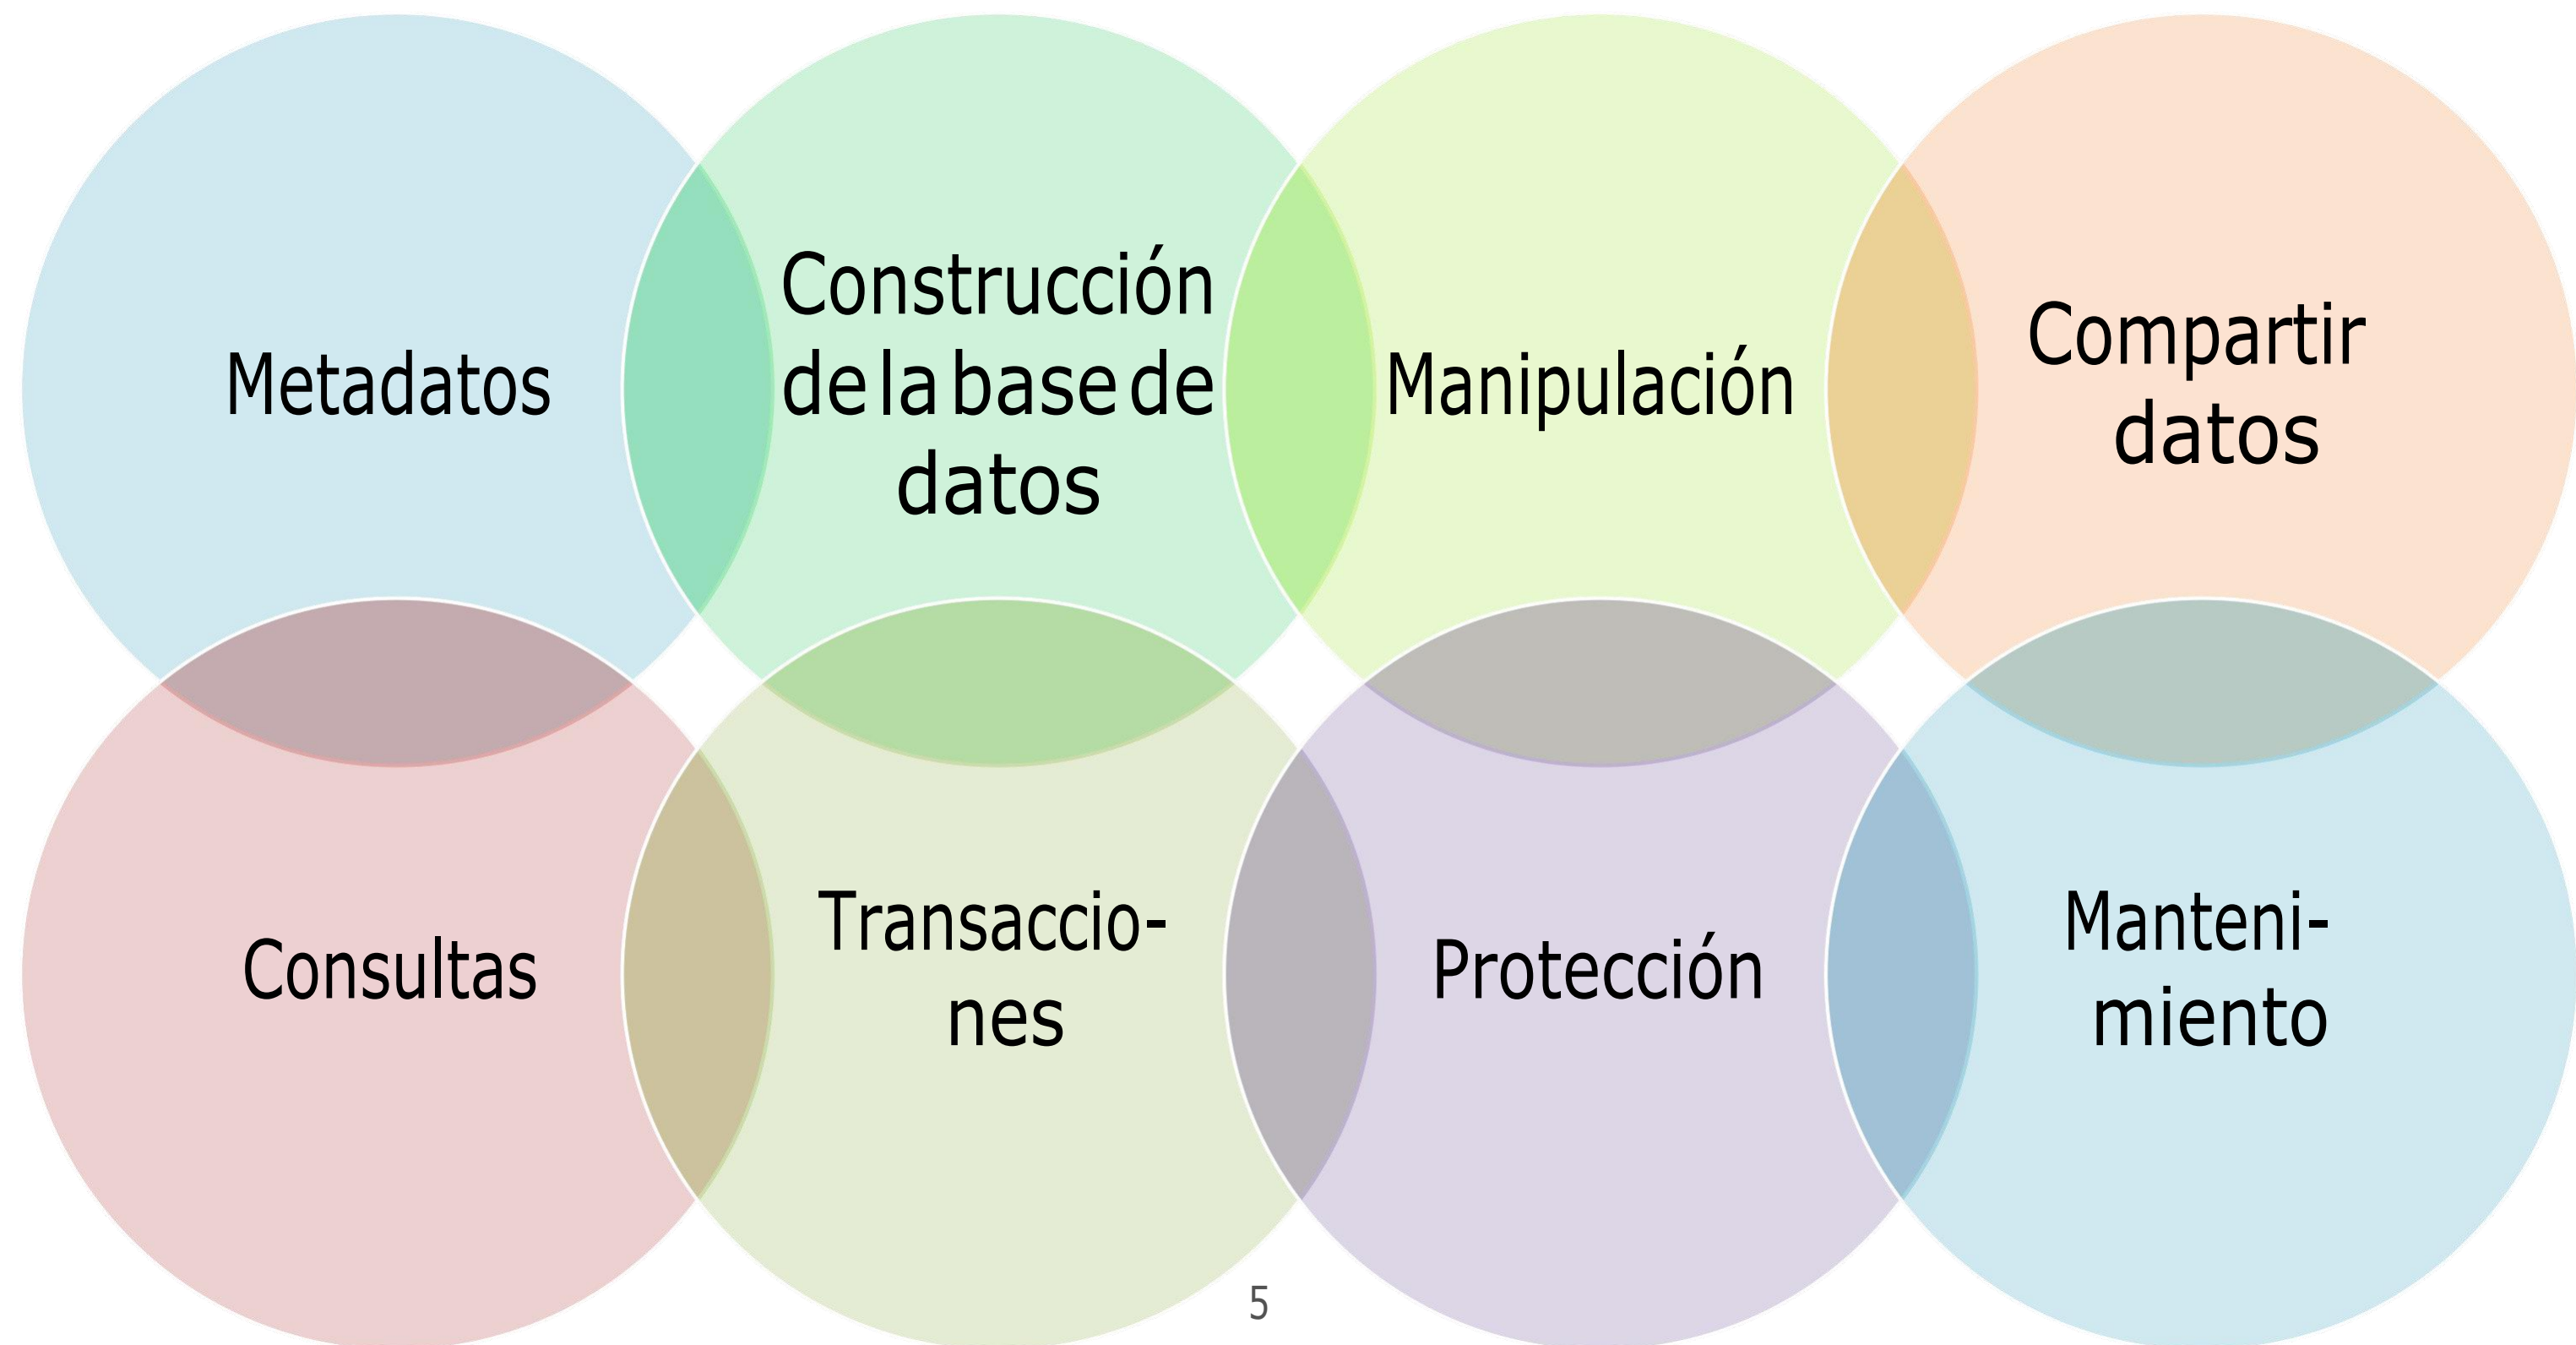 Metadatos
Construcción
de la base de
datos
Manipulación
Compartir
datos
Consultas
Transaccio-
nes
Protección
Manteni-
miento
5